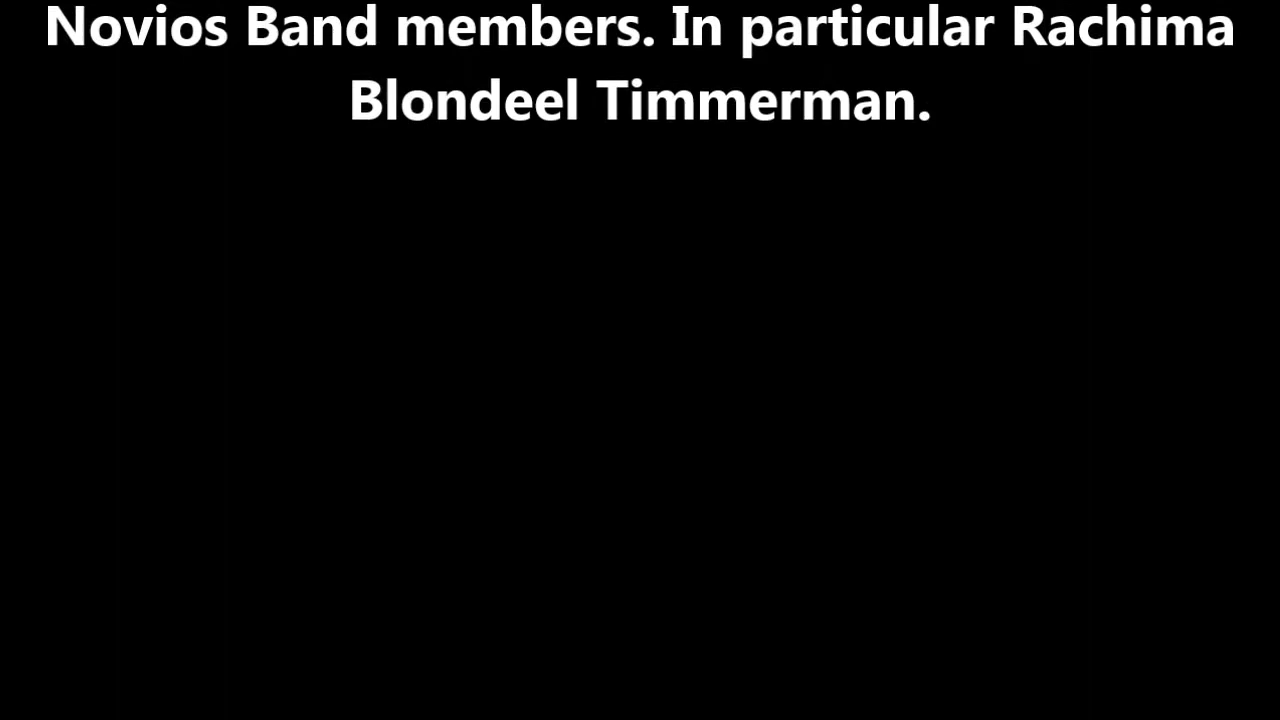 Novios Band members. In particular Rachima
Blondeel Timmerman.